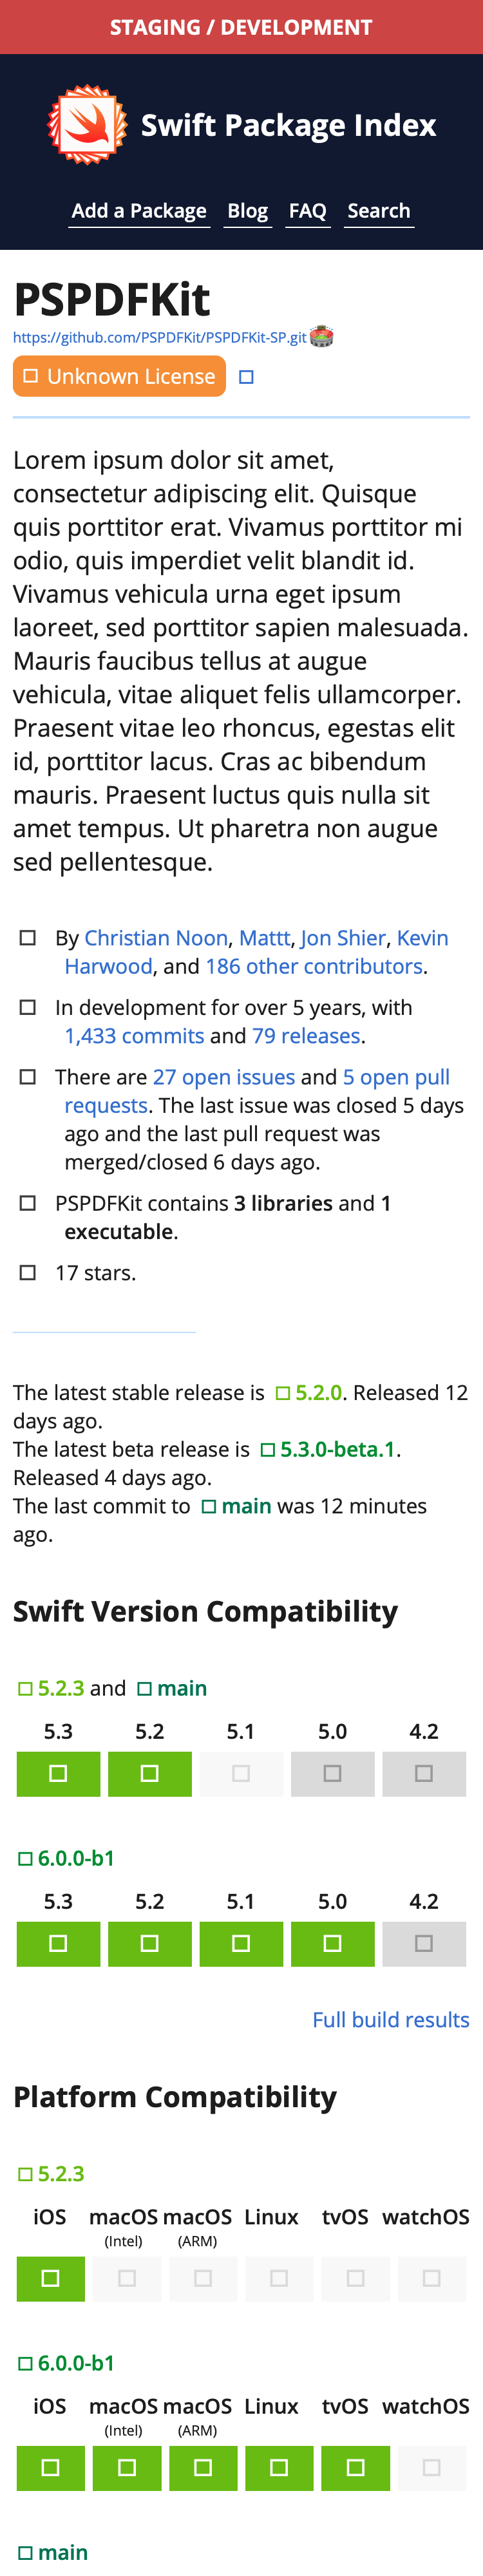 STAGING / DEVELOPMENT
Swift Package Index
Add a Package Blog FAQ Search
PSPDFKit
https://github.com/PSPDFKit/PSPDFKit-SP.git
Unknown License
Lorem ipsum dolor sit amet,
consectetur adipiscing elit. Quisque
quis porttitor erat. Vivamus porttitor mi
odio, quis imperdiet velit blandit id.
Vivamus vehicula urna eget ipsum
laoreet, sed porttitor sapien malesuada.
Mauris faucibus tellus at augue
vehicula, vitae aliquet felis ullamcorper.
Praesent vitae leo rhoncus, egestas elit
id, porttitor lacus. Cras ac bibendum
mauris. Praesent luctus quis nulla sit
amet tempus. Ut pharetra non augue
sed pellentesque.
By Christian Noon, Mattt, Jon Shier, Kevin
Harwood, and 186 other contributors.
In development for over 5 years, with
1,433 commits and 79 releases.
There are 27 open issues and 5 open pull
requests. The last issue was closed 5 days
ago and the last pull request was
merged/closed 6 days ago.
PSPDFKit contains 3 libraries and 1
executable.
17 stars.
The latest stable release is 5.2.0. Released 12
days ago.
The latest beta release is 5.3.0-beta.1.
Released 4 days ago.
The last commit to main was 12 minutes
ago.
Swift Version Compatibility
5.2.3 and main
5.3 5.2 5.1 5.0 4.2
6.0.0-b1
5.3 5.2 5.1 5.0 4.2
Full build results
Platform Compatibility
5.2.3
iOS macOS macOS Linux tvOS watchOS
(Intel) (ARM)
6.0.0-b1
iOS macOS macOS Linux tvOS watchOS
(Intel) (ARM)
main